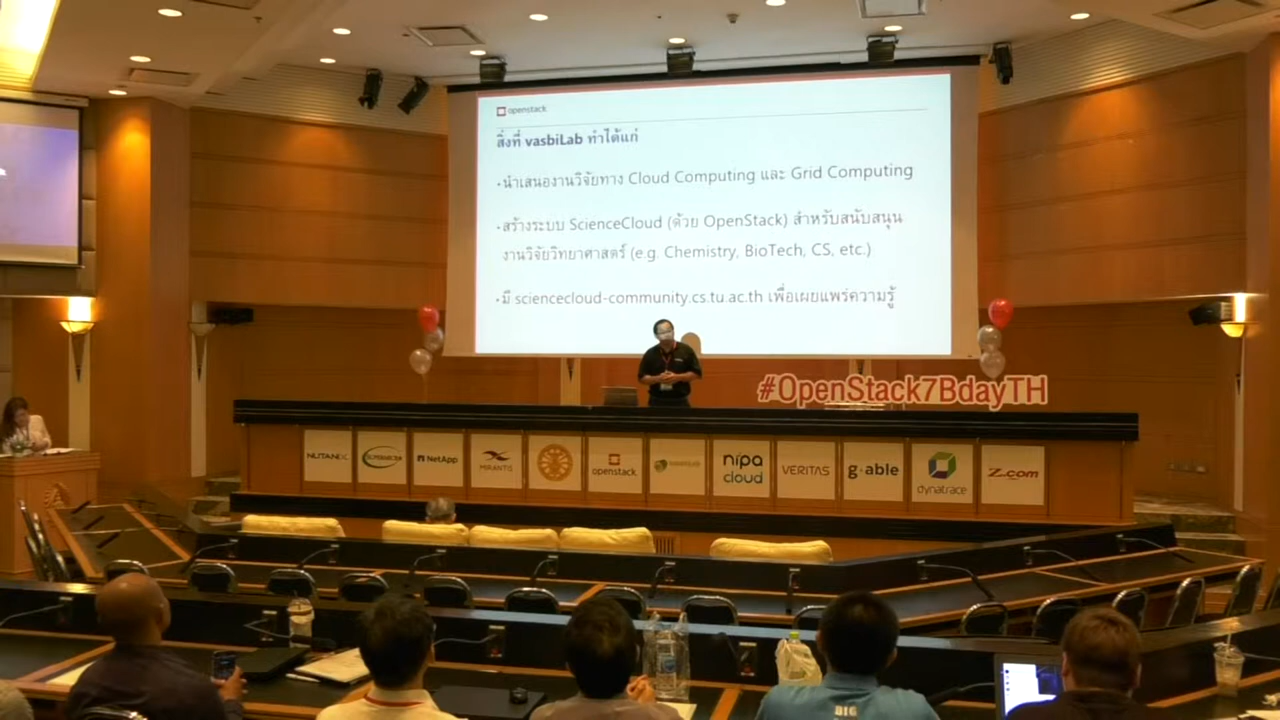 openstack
สิ่งที่ vasbiLab ทำได้แก่
•นำเสนองานวิจัยทาง Cloud Computing และ Grid Computing
•สร้างระบบ ScienceCloud (ด้วย OpenStack) สำหรับสนับสนุน
งานวิจัยวิทยาศาสตร์ (e.g. Chemistry, BioTech, CS, etc.)
•มี sciencecloud-community.cs.tu.ac.th เพื่อเผยแพร่ความรู้
#OpenStack7BdayTH
NUTANIX
NetApp
MIRANTIS
openstack
nipa
cloud
VERITAS
g·able
dynatrace
Z.com
BIG